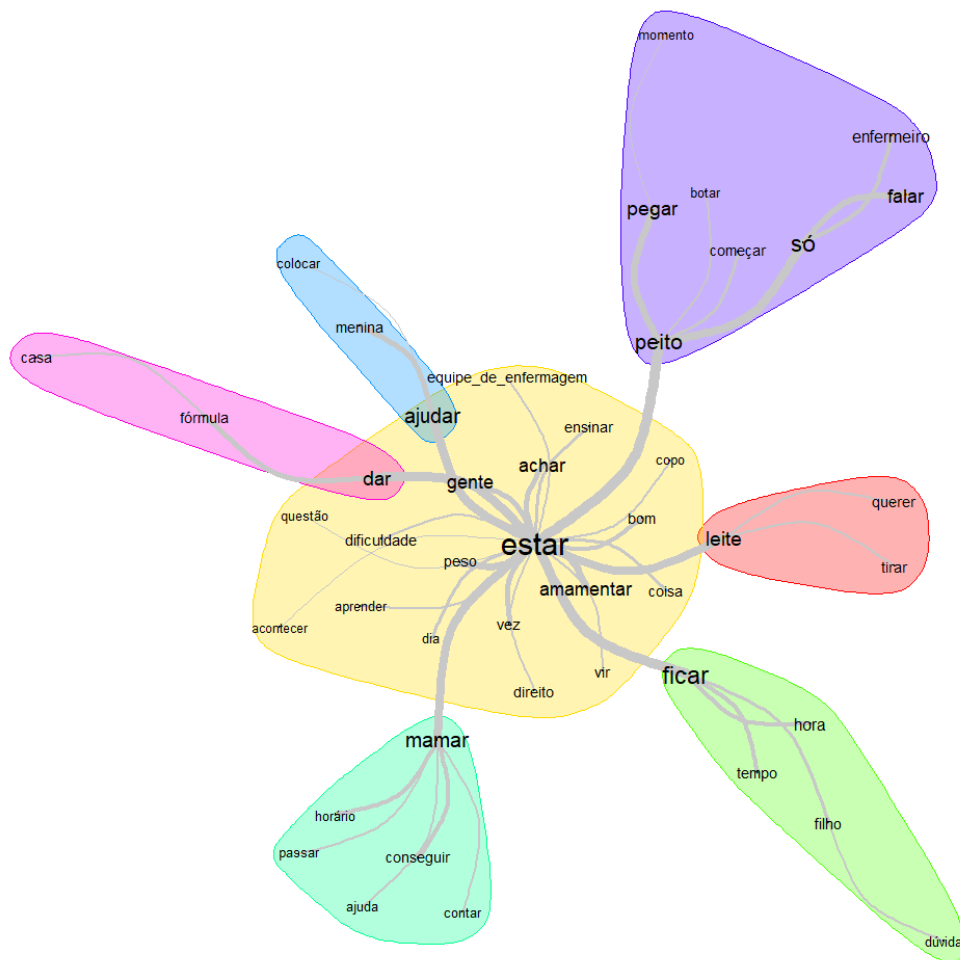 momento
enfermeiro
botar
falar
pegar
só
começar
colocar
menina
peito
casa
equipe_de_enfermagem
fórmula
ajudar
ensinar
achar
copo
dar
gente
querer
questão
bom
dificuldade
estar
leite
peso
tirar
amamentar
coisa
aprender
acontecer
dia
vez
vir
ficar
direito
hora
mamar
tempo
horário
filho
passar
conseguir
ajuda
contar
dúvida